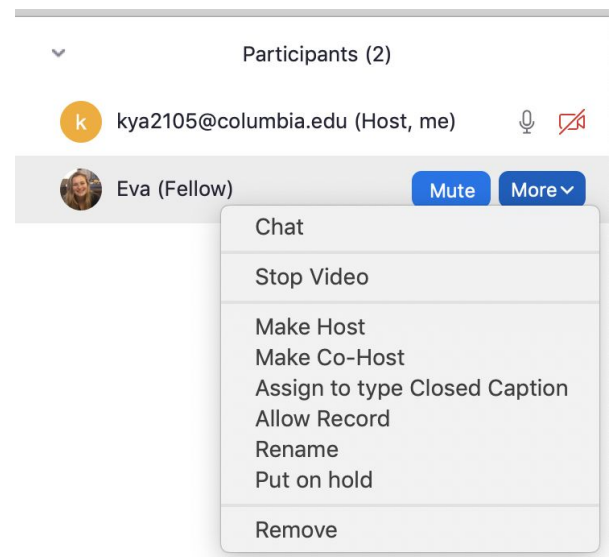 Participants (2)
k kya2105@columbia.edu (Host, me)
Eva (Fellow) Mute More
Chat
Stop Video
Make Host
Make Co-Host
Assign to type Closed Caption
Allow Record
Rename
Put on hold
Remove